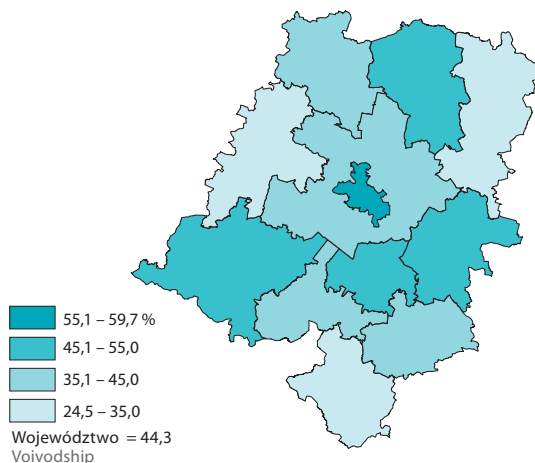 55,1 – 59,7 %
45,1 – 55,0
35,1 – 45,0
24,5 – 35,0
Województwo = 44,3
Voivodship